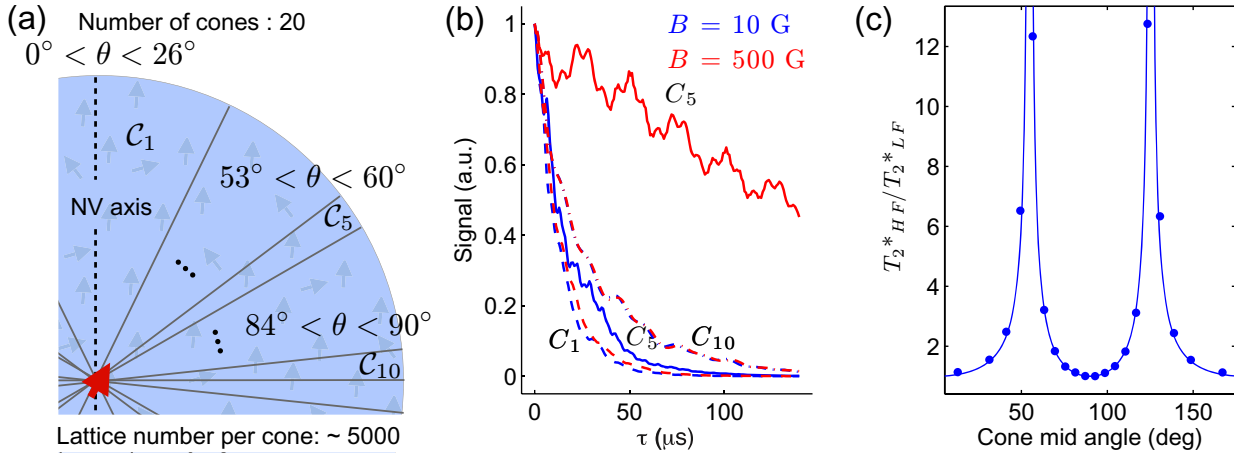 (a)
Number of cones : 20
0° < θ < 26°
C₁
53° < θ < 60°
NV axis
C₅
84° < θ < 90°
C₁₀
Lattice number per cone: ~ 5000
(b)
B = 10 G
B = 500 G
C₅
C₁
C₅
C₁₀
1
0.8
0.6
0.4
0.2
0
Signal (a.u.)
0
50
100
τ (μs)
(c)
12
10
8
6
4
2
T₂*HF/T₂*LF
50
100
150
Cone mid angle (deg)